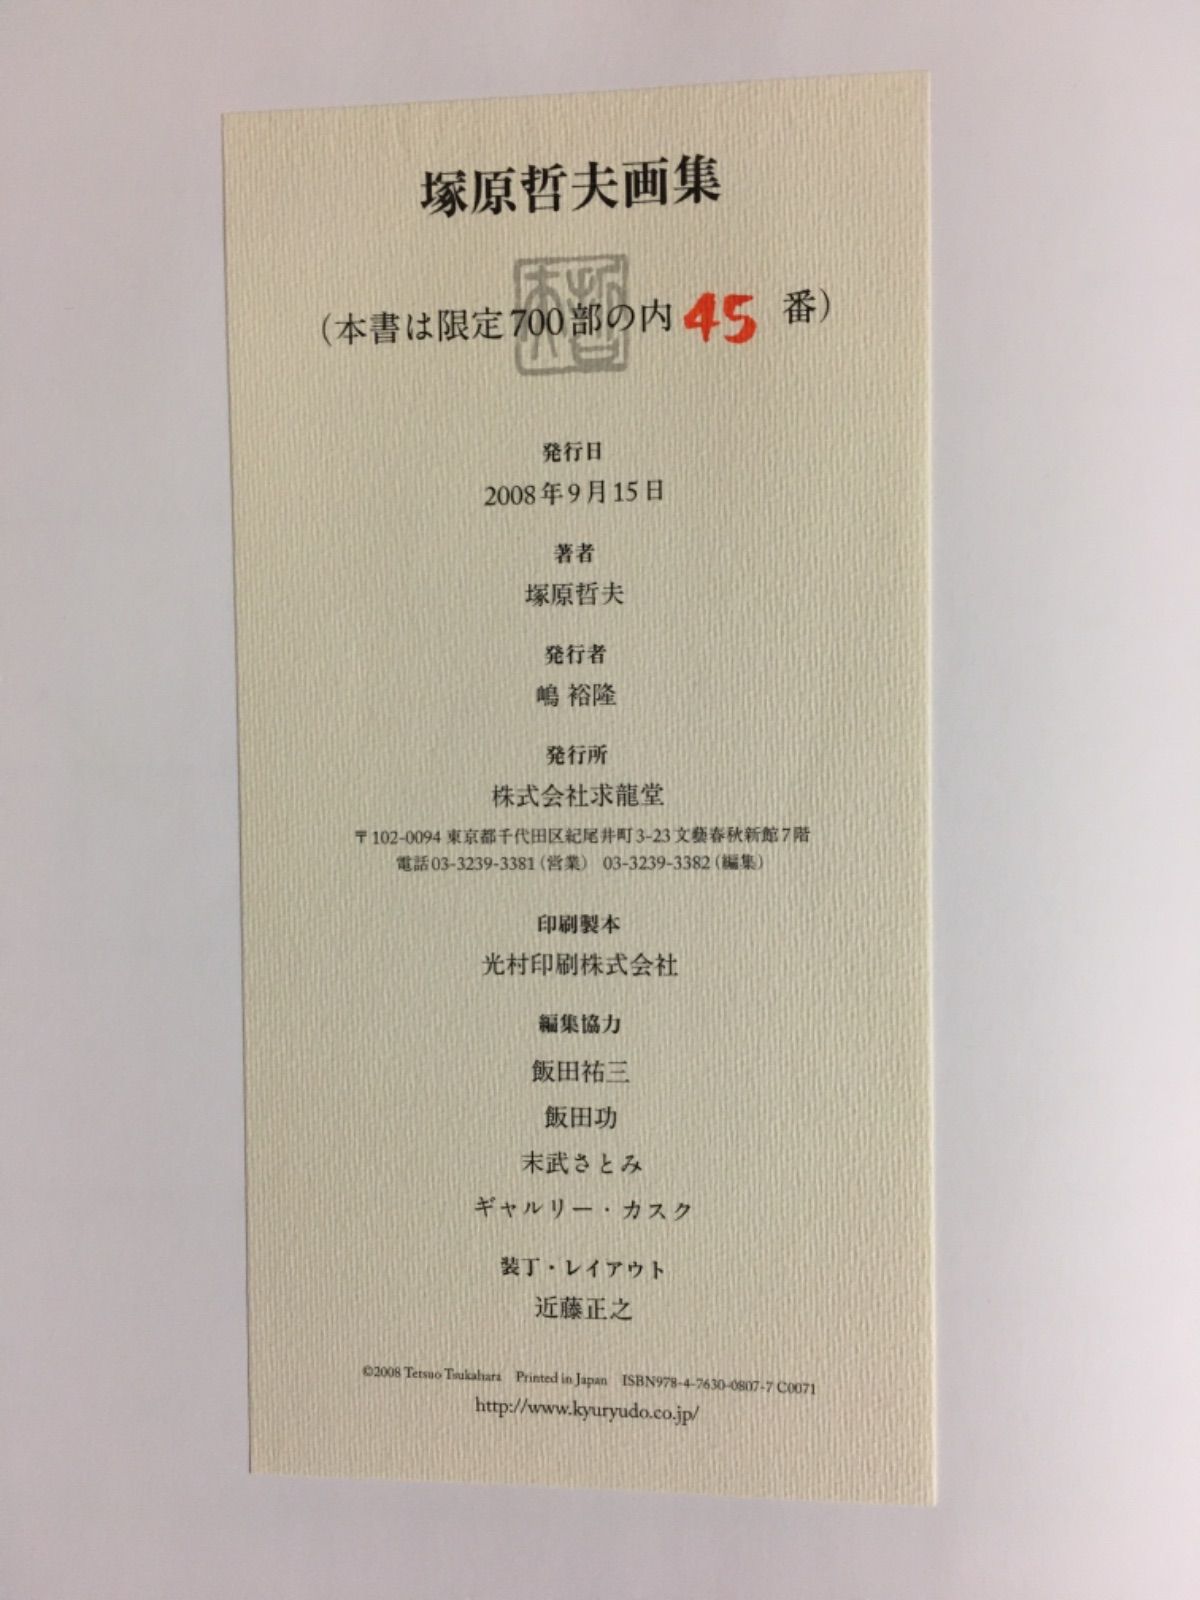 塚原哲夫画集
（本書は限定700部の内 45 番）
発行日
2008年9月15日
著者
塚原哲夫
発行者
嶋 裕隆
発行所
株式会社求龍堂
〒102-0094 東京都千代田区紀尾井町3-23文藝春秋新館7階
電話03-3239-3381（営業） 03-3239-3382（編集）
印刷製本
光村印刷株式会社
編集協力
飯田祐三
飯田功
末武さとみ
ギャルリー・カスク
装丁・レイアウト
近藤正之
©2008 Tetsuo Tsukahara Printed in Japan ISBN978-4-7630-0807-7 C0071
http://www.kyuryudo.co.jp/